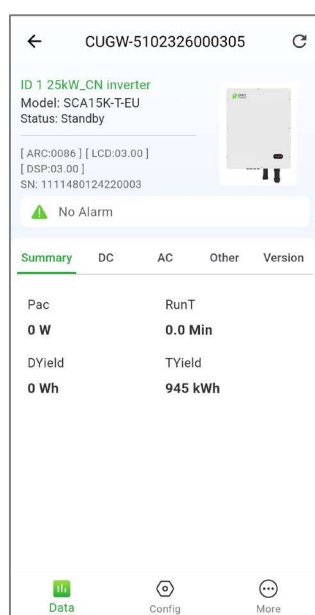 CUGW-5102326000305
ID 1 25kW_CN inverter
Model: SCA15K-T-EU
Status: Standby
[ ARC:0086 ] [ LCD:03.00 ]
[ DSP:03.00 ]
SN: 1111480124220003
No Alarm
Summary DC AC Other Version
Pac RunT
0 W 0.0 Min
DYield TYield
0 Wh 945 kWh
Data Config More